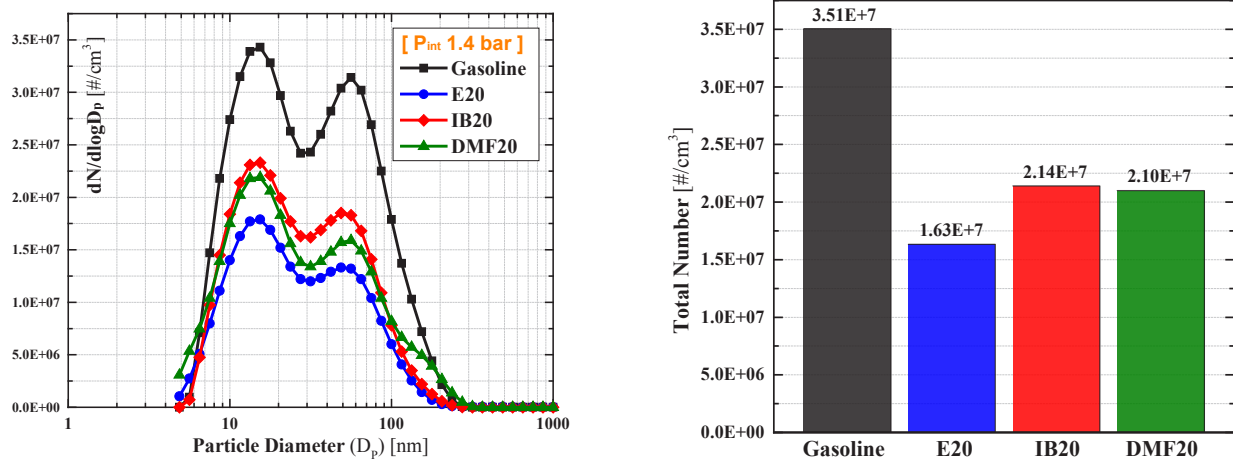 3.5E+07
3.0E+07
2.5E+07
2.0E+07
1.5E+07
1.0E+07
5.0E+06
0.0E+00
dN/dlogDp [#/cm³]
[ Pint 1.4 bar ]
Gasoline
E20
IB20
DMF20
1 10 100 1000
Particle Diameter (Dp) [nm]
3.5E+07
3.0E+07
2.5E+07
2.0E+07
1.5E+07
1.0E+07
5.0E+06
0.0E+00
Total Number [#/cm³]
3.51E+7
1.63E+7
2.14E+7
2.10E+7
Gasoline E20 IB20 DMF20